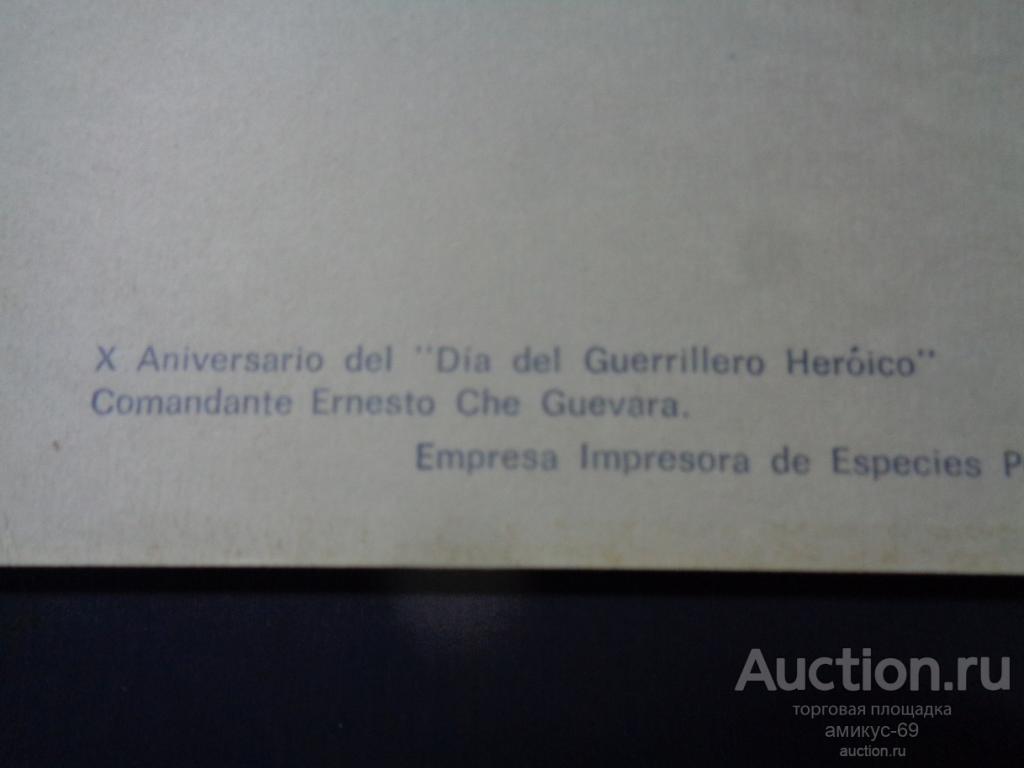 X Aniversario del "Día del Guerrillero Heróico"
Comandante Ernesto Che Guevara.
Empresa Impresora de Especies P
Auction.ru
торговая площадка
амикус-69
auction.ru